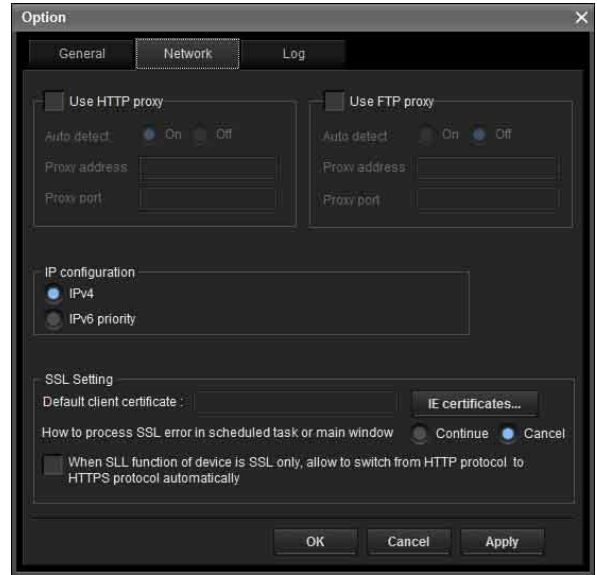 Option
General Network Log
Use HTTP proxy
Auto detect On Off
Proxy address
Proxy port
Use FTP proxy
Auto detect On Off
Proxy address
Proxy port
IP configuration
IPv4
IPv6 priority
SSL Setting
Default client certificate : IE certificates...
How to process SSL error in scheduled task or main window Continue Cancel
When SLL function of device is SSL only, allow to switch from HTTP protocol to
HTTPS protocol automatically
OK Cancel Apply